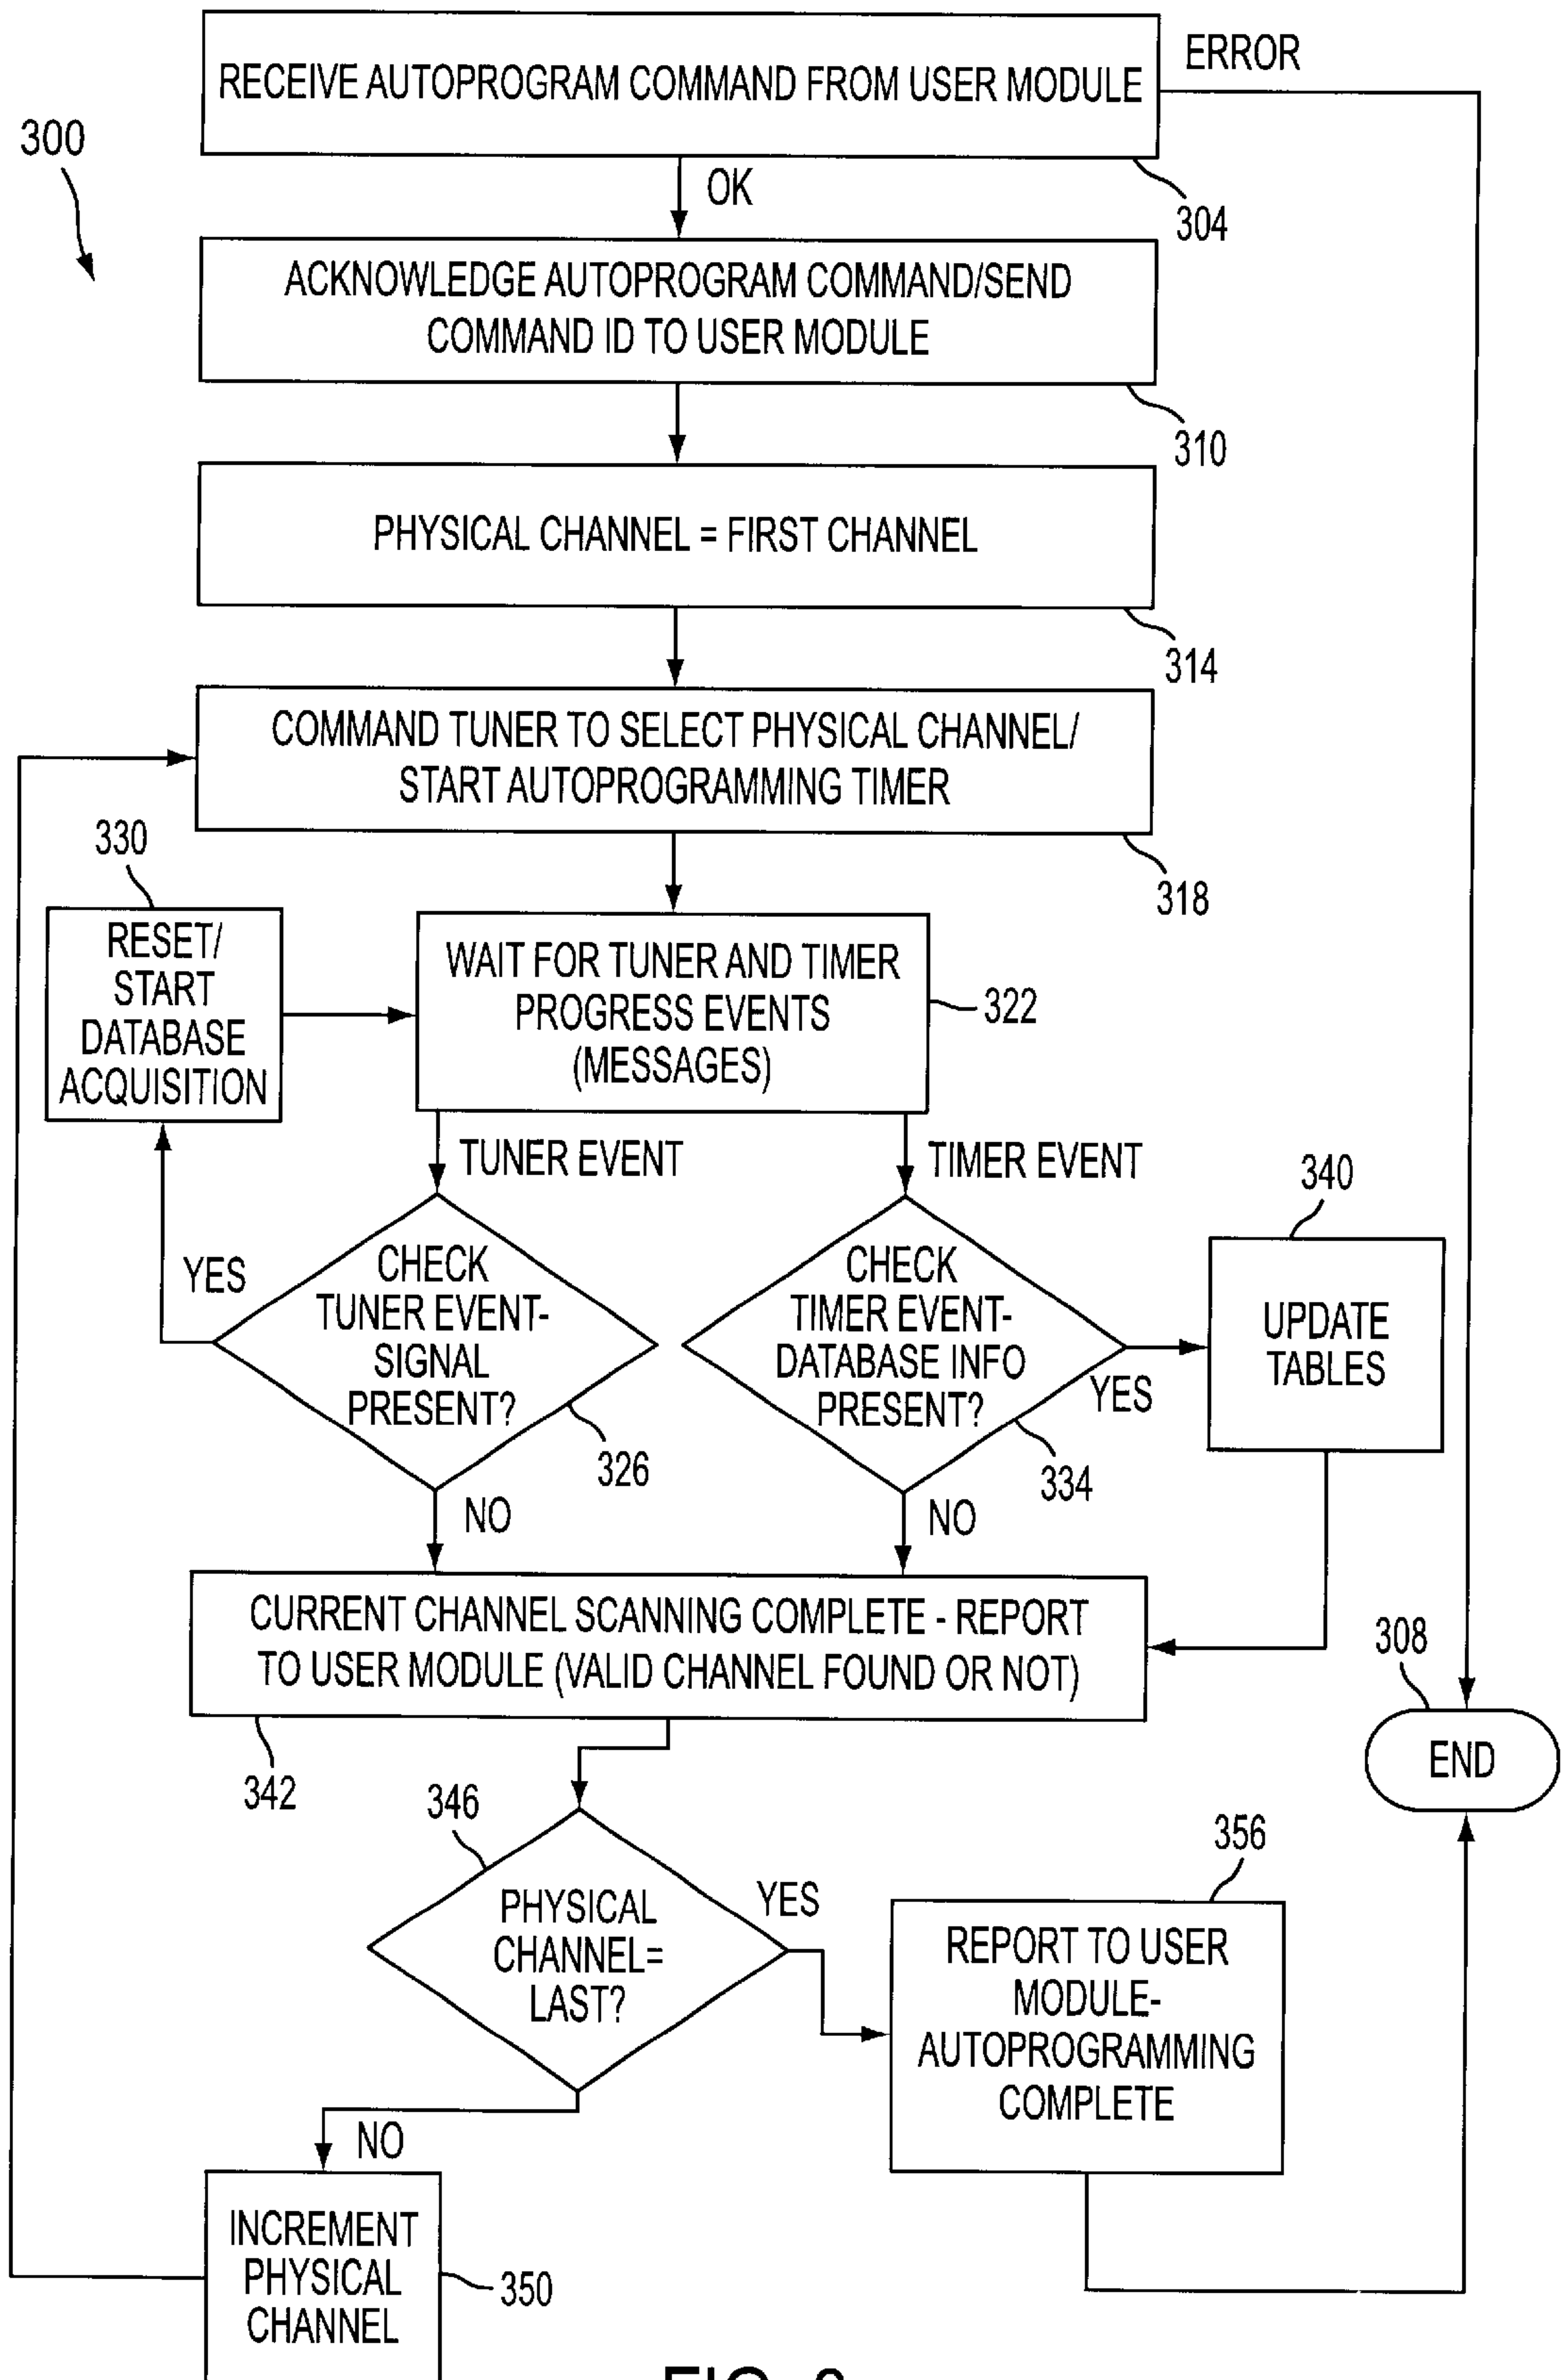 RECEIVE AUTOPROGRAM COMMAND FROM USER MODULE
ERROR
300
OK
304
ACKNOWLEDGE AUTOPROGRAM COMMAND/SEND
COMMAND ID TO USER MODULE
310
PHYSICAL CHANNEL = FIRST CHANNEL
314
COMMAND TUNER TO SELECT PHYSICAL CHANNEL/
START AUTOPROGRAMMING TIMER
318
330
RESET/
START
DATABASE
ACQUISITION
WAIT FOR TUNER AND TIMER
PROGRESS EVENTS
(MESSAGES)
322
TUNER EVENT
TIMER EVENT
YES
CHECK
TUNER EVENT-
SIGNAL
PRESENT?
326
CHECK
TIMER EVENT-
DATABASE INFO
PRESENT?
YES
334
340
UPDATE
TABLES
NO
NO
CURRENT CHANNEL SCANNING COMPLETE - REPORT
TO USER MODULE (VALID CHANNEL FOUND OR NOT)
342
308
END
346
PHYSICAL
CHANNEL=
LAST?
YES
356
REPORT TO USER
MODULE-
AUTOPROGRAMMING
COMPLETE
NO
INCREMENT
PHYSICAL
CHANNEL
350
FIG.